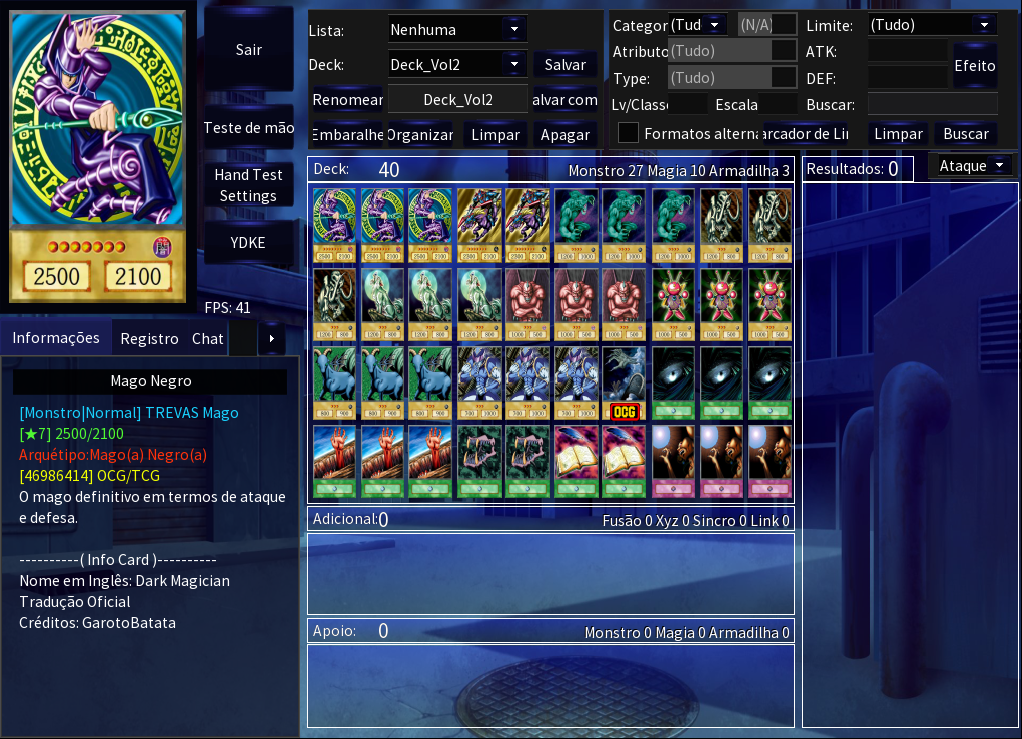 2500 2100
Sair
Teste de mão
Hand Test
Settings
YDKE
FPS: 41
Lista: Nenhuma
Deck: Deck_Vol2 Salvar
Renomear Deck_Vol2 alvar com
Embaralhe Organizar Limpar Apagar
Categor (Tud (N/A) Limite: (Tudo)
Atributo (Tudo) ATK:
Efeito
Type: (Tudo) DEF:
Lv/Classe Escala Buscar:
Formatos alterna arcador de Lin Limpar Buscar
Deck: 40 Monstro 27 Magia 10 Armadilha 3
Resultados: 0 Ataque
OCG
Adicional: 0 Fusão 0 Xyz 0 Sincro 0 Link 0
Apoio: 0 Monstro 0 Magia 0 Armadilha 0
Informações Registro Chat
Mago Negro
[Monstro|Normal] TREVAS Mago
[★7] 2500/2100
Arquétipo:Mago(a) Negro(a)
[46986414] OCG/TCG
O mago definitivo em termos de ataque
e defesa.
----------( Info Card )----------
Nome em Inglês: Dark Magician
Tradução Oficial
Créditos: GarotoBatata